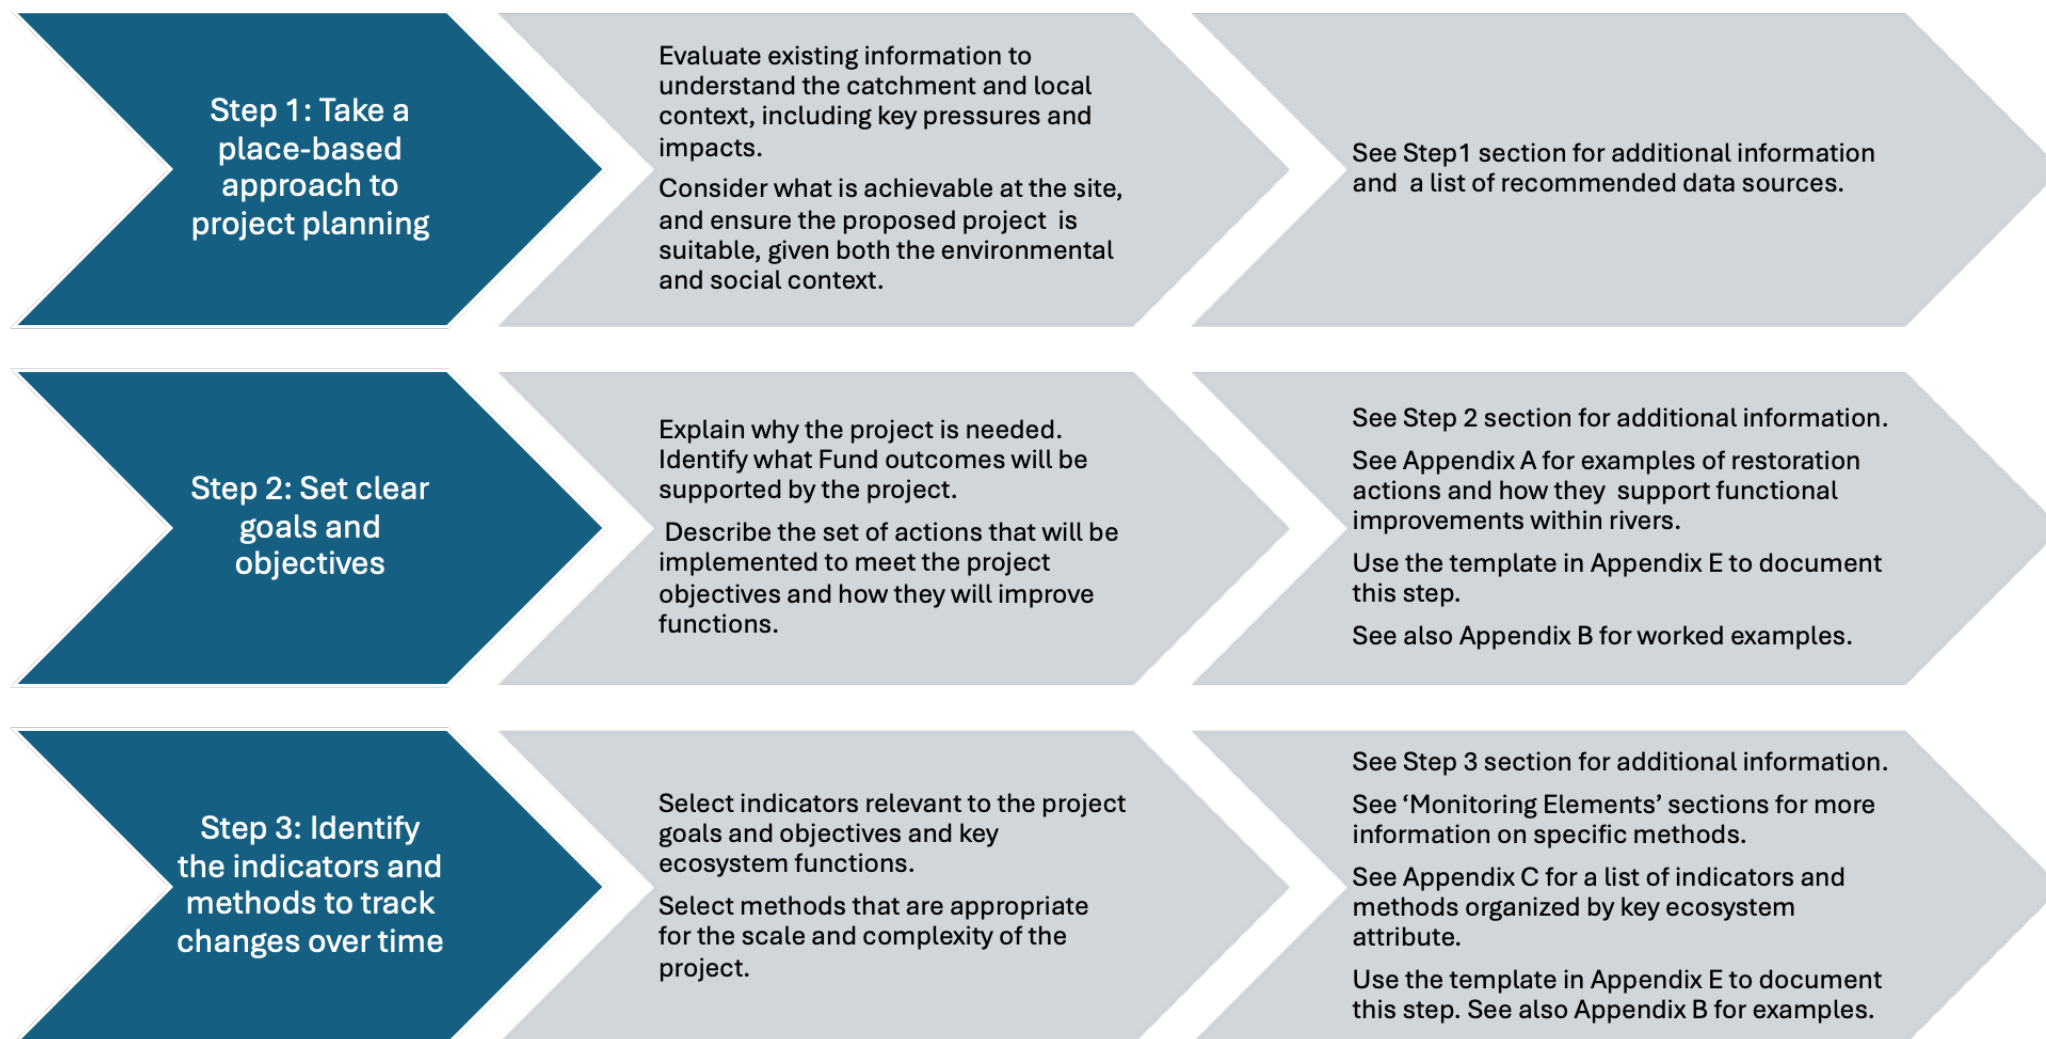 Step 1: Take a
place-based
approach to
project planning
Evaluate existing information to
understand the catchment and local
context, including key pressures and
impacts.
Consider what is achievable at the site,
and ensure the proposed project  is
suitable, given both the environmental
and social context.
See Step1 section for additional information
and  a list of recommended data sources.
Step 2: Set clear
goals and
objectives
Explain why the project is needed.
Identify what Fund outcomes will be
supported by the project.
Describe the set of actions that will be
implemented to meet the project
objectives and how they will improve
functions.
See Step 2 section for additional information.
See Appendix A for examples of restoration
actions and how they  support functional
improvements within rivers.
Use the template in Appendix E to document
this step.
See also Appendix B for worked examples.
Step 3: Identify
the indicators and
methods to track
changes over time
Select indicators relevant to the project
goals and objectives and key
ecosystem functions.
Select methods that are appropriate
for the scale and complexity of the
project.
See Step 3 section for additional information.
See ‘Monitoring Elements’ sections for more
information on specific methods.
See Appendix C for a list of indicators and
methods organized by key ecosystem
attribute.
Use the template in Appendix E to document
this step. See also Appendix B for examples.